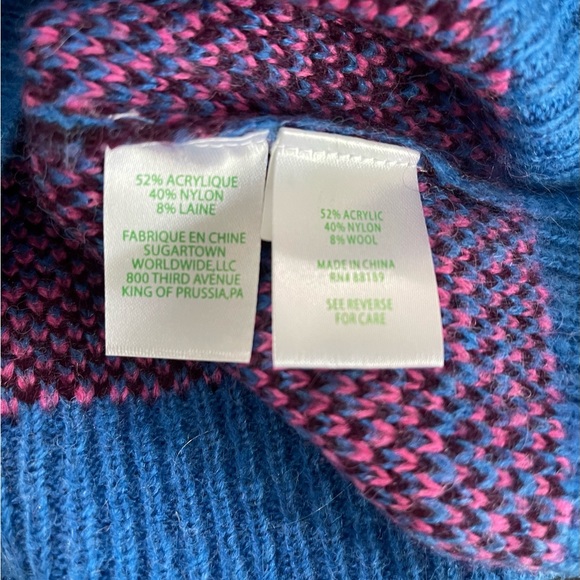 52% ACRYLIQUE
40% NYLON
8% LAINE
FABRIQUE EN CHINE
SUGARTOWN
WORLDWIDE,LLC
800 THIRD AVENUE
KING OF PRUSSIA,PA
52% ACRYLIC
40% NYLON
8% WOOL
MADE IN CHINA
RN# 88189
SEE REVERSE
FOR CARE